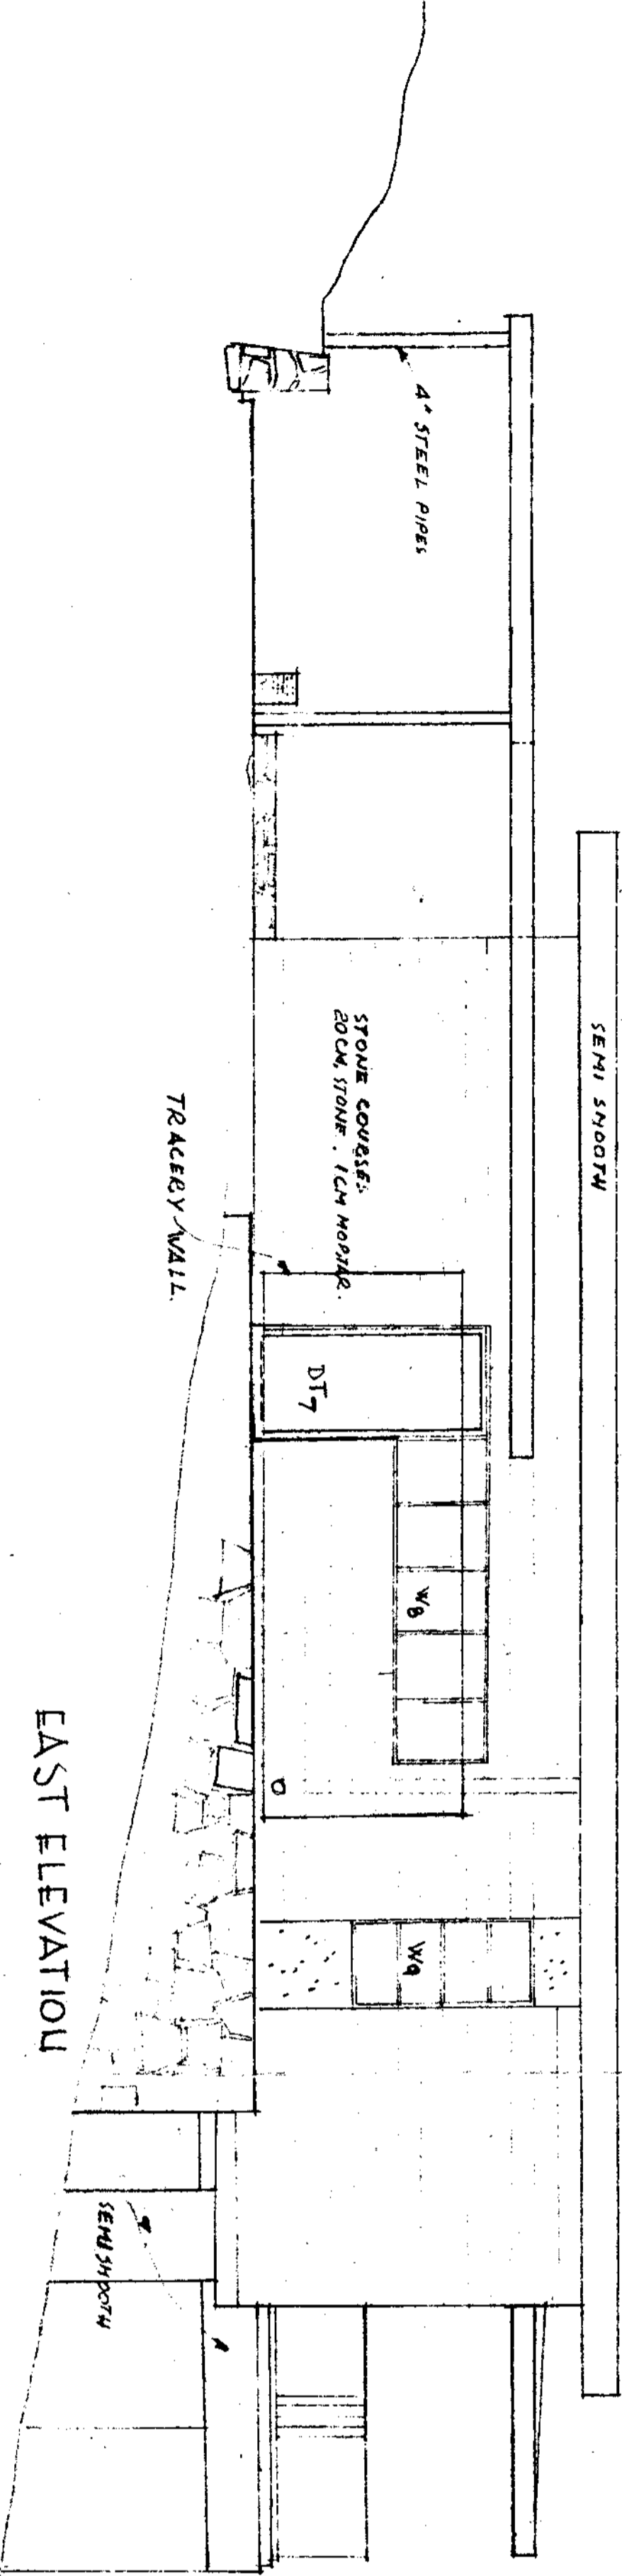 SEMI SMOOTH
4" STEEL PIPES
STONE COURSES
20CM. STONE. 1CM MORTAR.
TRACERY WALL.
DT7
W8
W9
SEMI SMOOTH
EAST ELEVATION